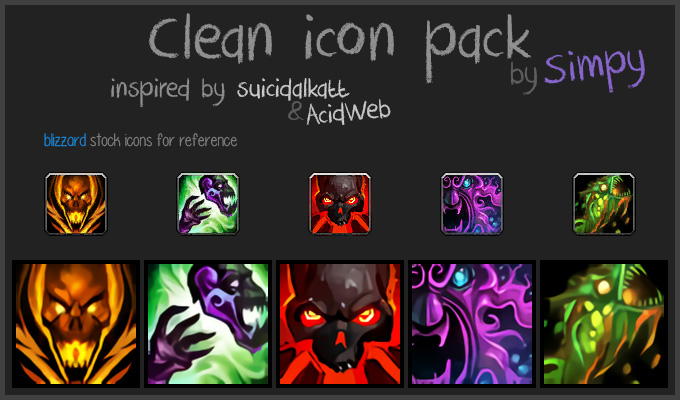 Clean icon pack
by Simpy
inspired by suicidalkatt
& AcidWeb
blizzard stock icons for reference